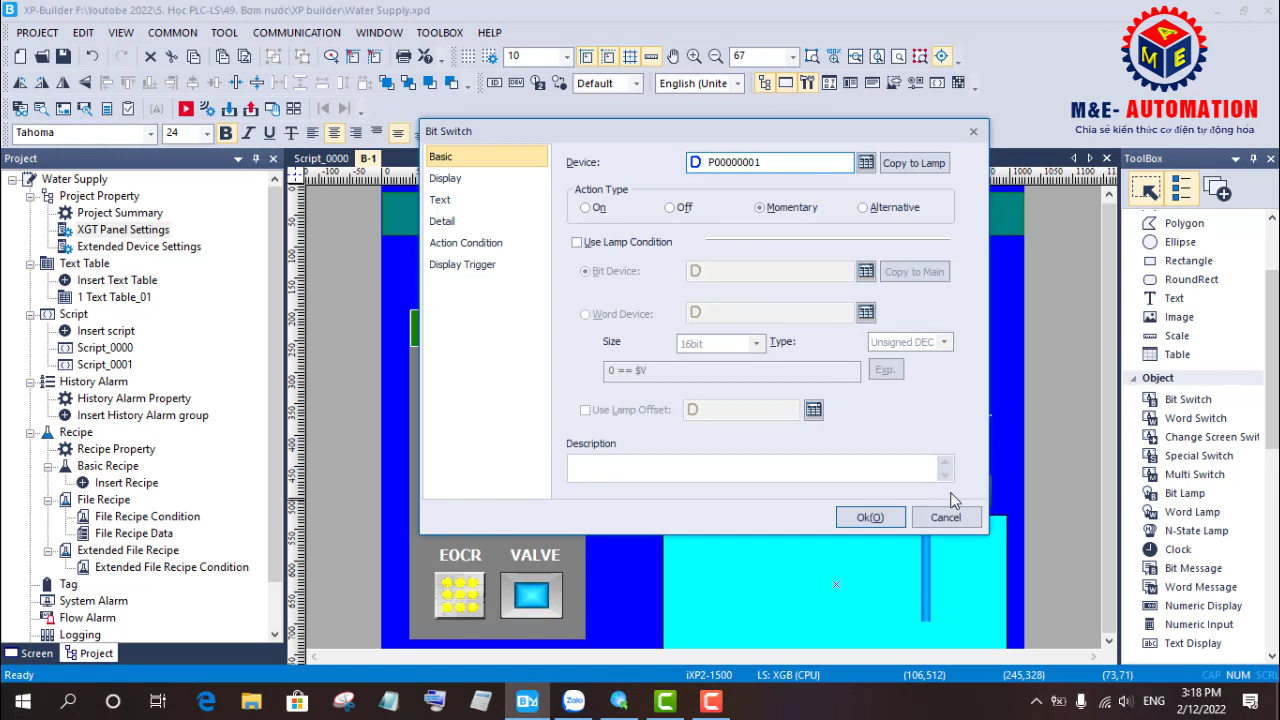 XP-Builder F:\Youtube 2022\5. Học PLC-LS\49. Bơm nước\XP builder\Water Supply.xpd
PROJECT EDIT VIEW COMMON TOOL COMMUNICATION WINDOW TOOLBOX HELP
10
67
Default
English (Unite
Tahoma
24
M A E
M&E- AUTOMATION
Chia sẻ kiến thức cơ điện tự động hóa
Project
Water Supply
Project Property
Project Summary
XGT Panel Settings
Extended Device Settings
Text Table
Insert Text Table
1 Text Table_01
Script
Insert script
Script_0000
Script_0001
History Alarm
History Alarm Property
Insert History Alarm group
Recipe
Recipe Property
Basic Recipe
Insert Recipe
File Recipe
File Recipe Condition
File Recipe Data
Extended File Recipe
Extended File Recipe Condition
Tag
System Alarm
Flow Alarm
Logging
Screen Project
Script_0000 B-1
Bit Switch
Basic
Display
Text
Detail
Action Condition
Display Trigger
Device: D P00000001 Copy to Lamp
Action Type
On Off Momentary Alternative
Use Lamp Condition
Bit Device: D Copy to Main
Word Device: D
Size 16bit Type: Unsigned DEC
0 == $V Exp.
Use Lamp Offset: D
Description
Ok(O) Cancel
EOCR VALVE
ToolBox
Polygon
Ellipse
Rectangle
RoundRect
Text
Image
Scale
Table
Object
Bit Switch
Word Switch
Change Screen Swit
Special Switch
Multi Switch
Bit Lamp
Word Lamp
N-State Lamp
Clock
Bit Message
Word Message
Numeric Display
Numeric Input
Text Display
Ready iXP2-1500 LS: XGB (CPU) (106,512) (245,328) (73,71) CAP NUM SCRL
Zalo
ENG
3:18 PM
2/12/2022